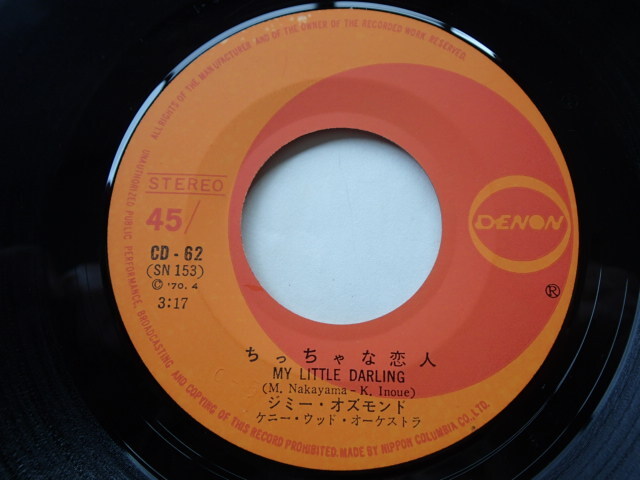 ALL RIGHTS OF THE MANUFACTURER AND OF THE OWNER OF THE RECORDED WORK RESERVED.
UNAUTHORIZED PUBLIC PERFORMANCE, BROADCASTING AND COPYING OF THIS RECORD PROHIBITED. MADE BY NIPPON COLUMBIA CO., LTD.
STEREO
45/
CD-62
(SN 153)
© '70.4
3:17
DENON
®
ちっちゃな恋人
MY LITTLE DARLING
(M. Nakayama - K. Inoue)
ジミー・オズモンド
ケニー・ウッド・オーケストラ